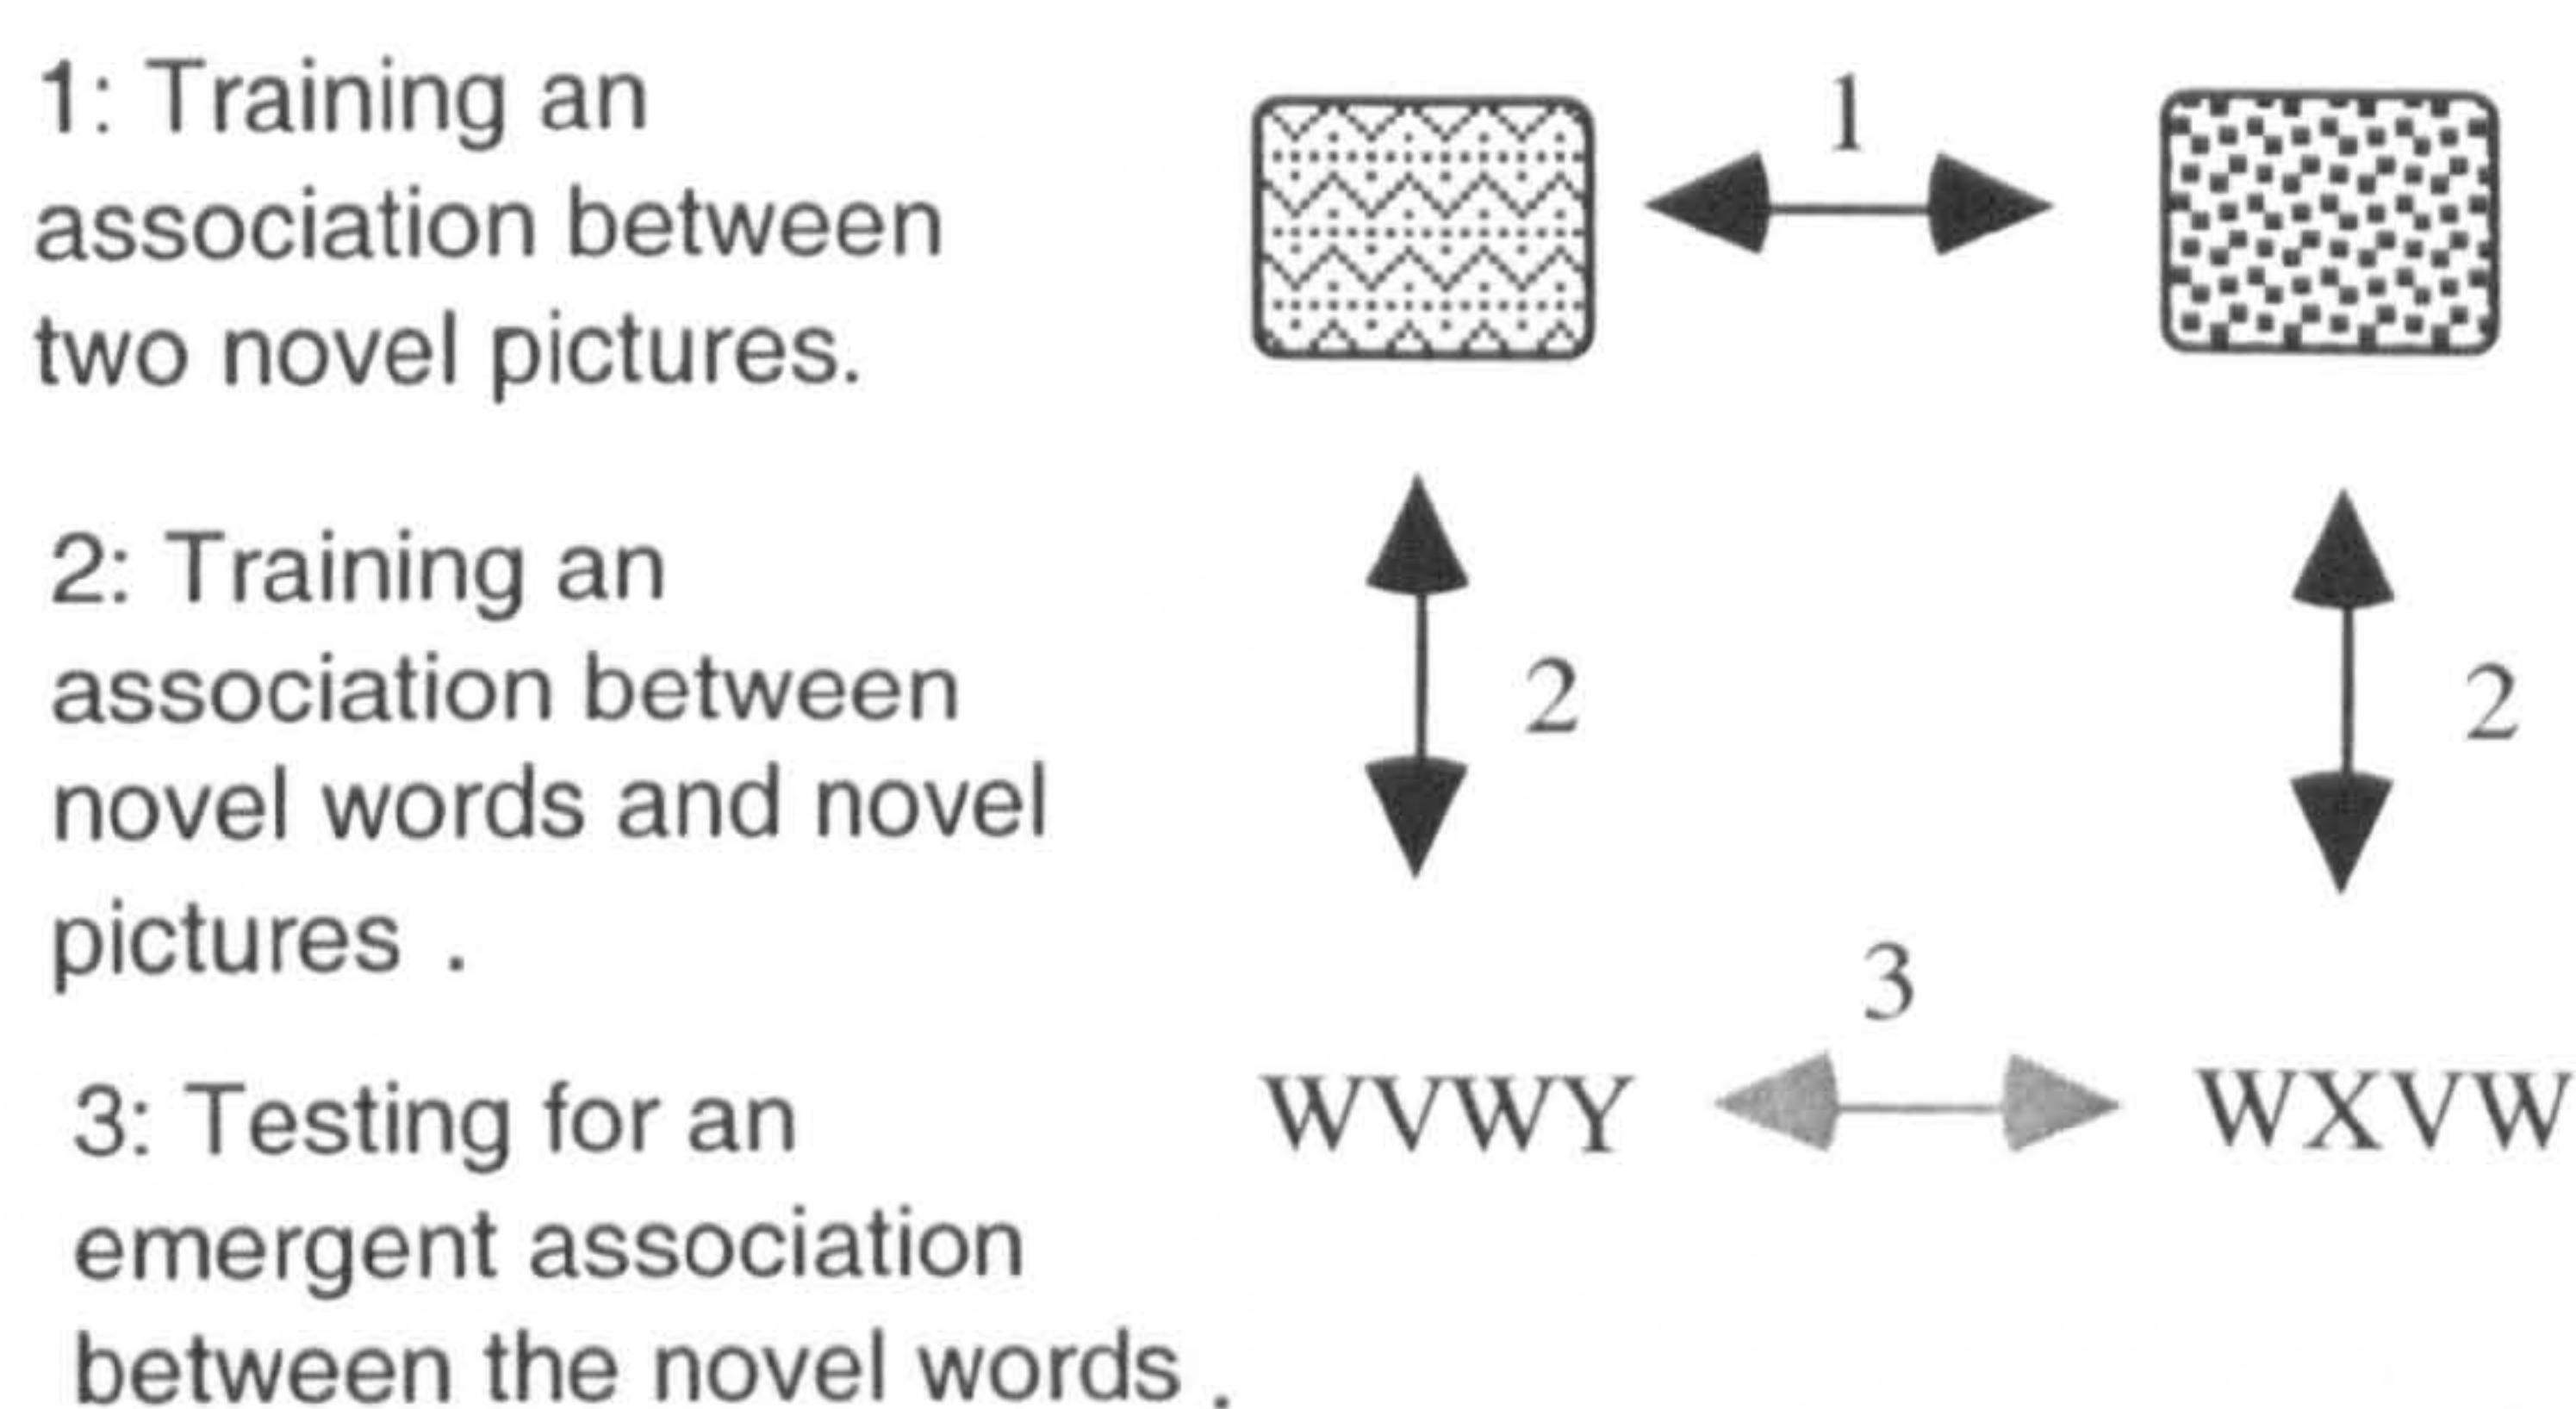 1: Training an
association between
two novel pictures.
1
2: Training an
association between
novel words and novel
pictures .
2
2
3
3: Testing for an
emergent association
between the novel words .
WVWY
WXVW